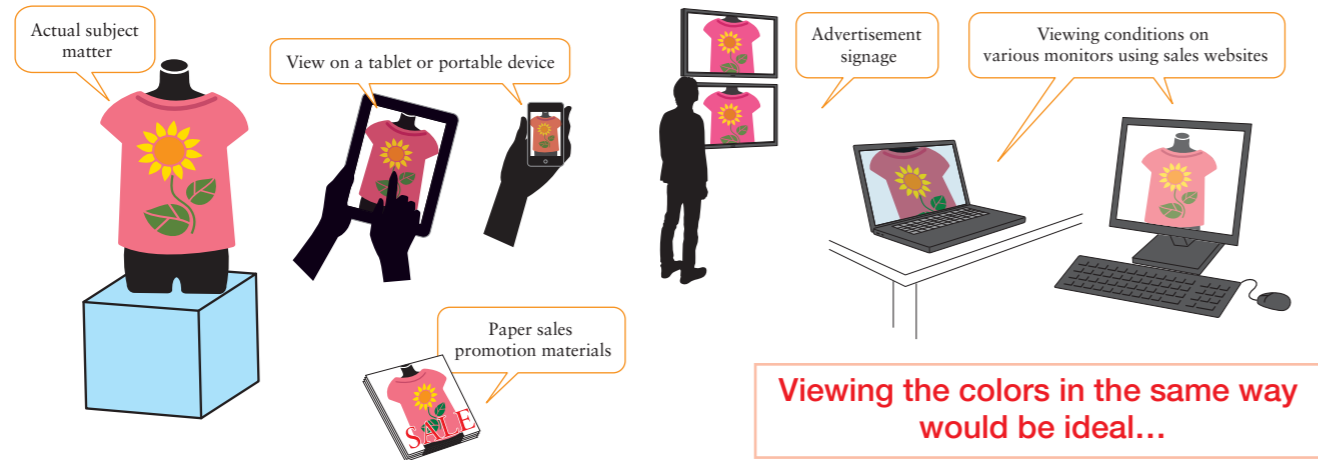 Actual subject
matter
View on a tablet or portable device
Advertisement
signage
Viewing conditions on
various monitors using sales websites
Paper sales
promotion materials
SALE
Viewing the colors in the same way
would be ideal...